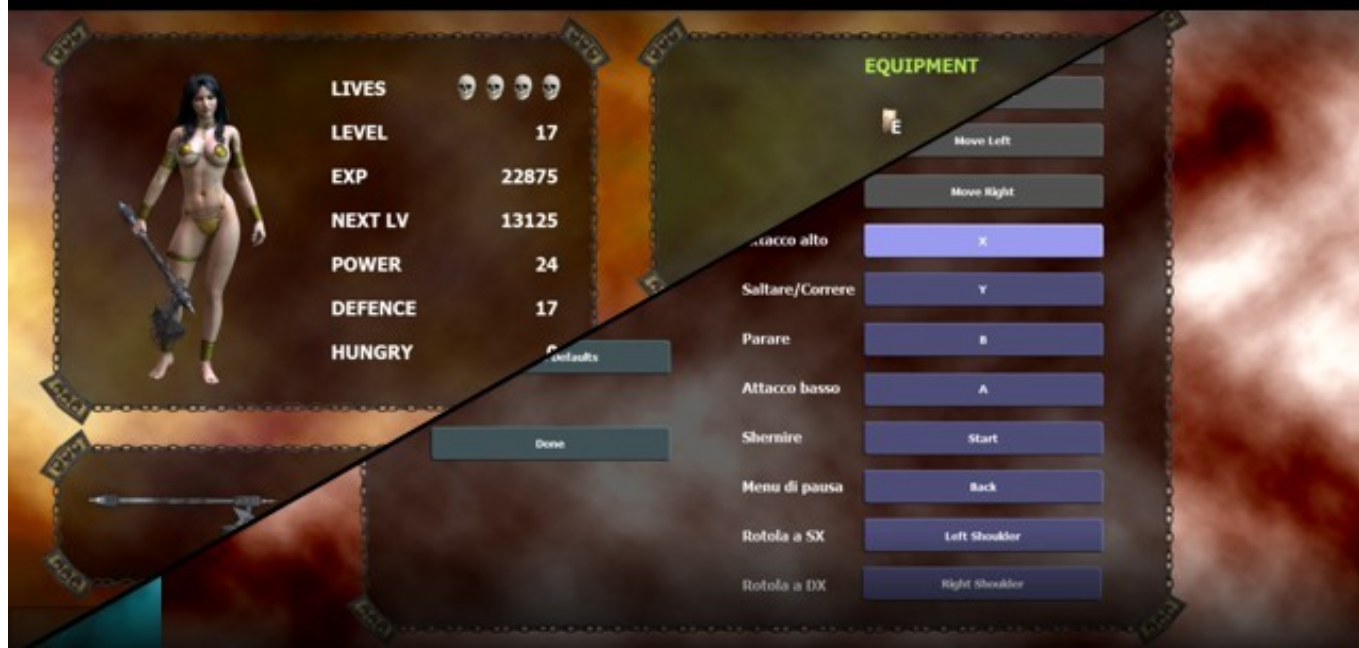 LIVES
LEVEL 17
EXP 22875
NEXT LV 13125
POWER 24
DEFENCE 17
HUNGRY
EQUIPMENT
E
Move Left
Move Right
alto X
Saltare/Correre Y
Parare B
Attacco basso A
Shernire Start
Menu di pausa Back
Rotola a SX Left Shoulder
Rotola a DX Right Shoulder
Done